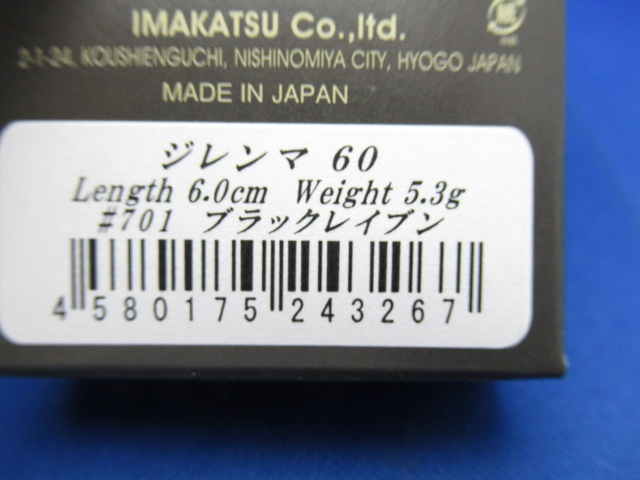 IMAKATSU Co.,ltd.
2-1-24, KOUSHIENGUCHI, NISHINOMIYA CITY, HYOGO JAPAN
MADE IN JAPAN
ジレンマ 60
Length 6.0cm Weight 5.3g
#701 ブラックレイブン
4 580175 243267